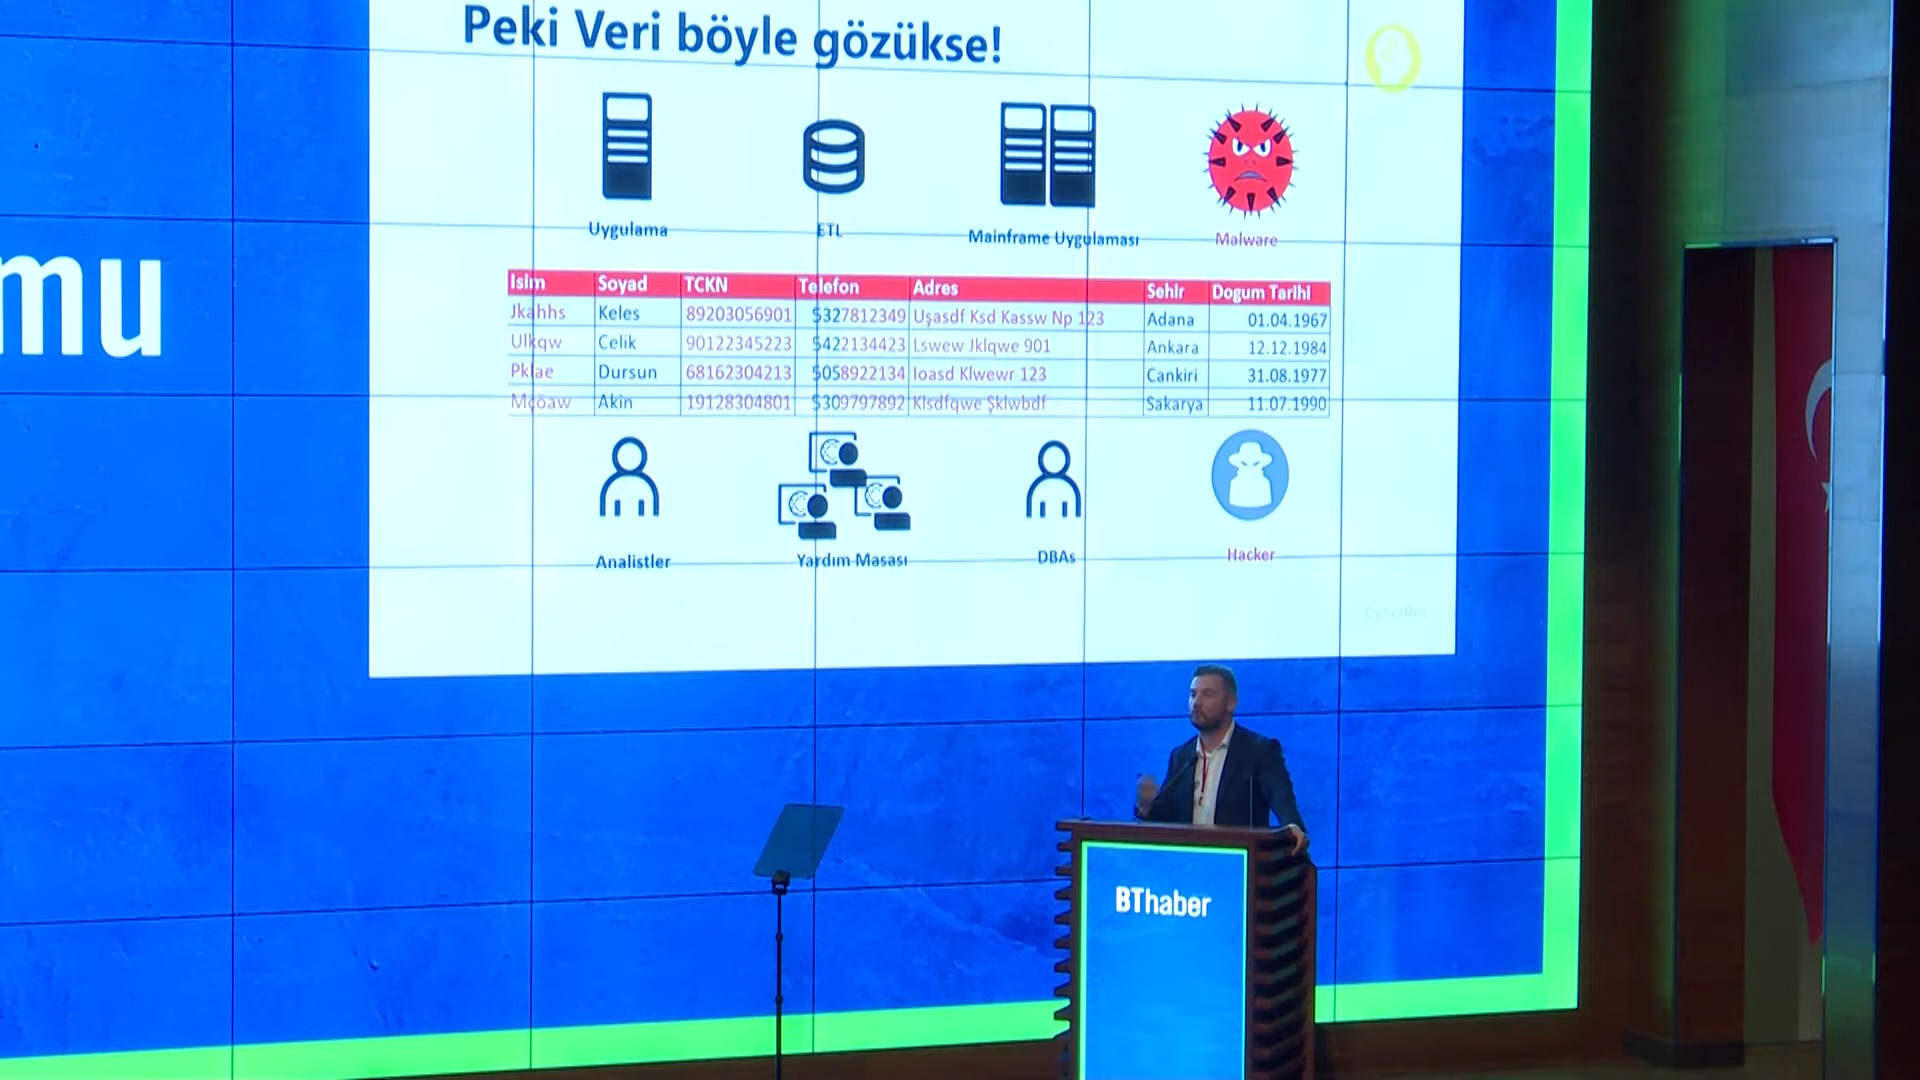 Peki Veri böyle gözükse!
mu
Uygulama ETL Mainframe Uygulaması Malware
Isim Soyad TCKN Telefon Adres Sehir Dogum Tarihi
Jkahhs Keles 89203056901 5327812349 Uşasdf Ksd Kassw Np 123 Adana 01.04.1967
Ulkqw Celik 90122345223 5422134423 Lswew Jklqwe 901 Ankara 12.12.1984
Pklae Dursun 68162304213 5058922134 Ioasd Klwewr 123 Cankiri 31.08.1977
Mçöaw Akin 19128304801 5309797892 Klsdfqwe Şklwbdf Sakarya 11.07.1990
Analistler Yardım Masası DBAs Hacker
CyberRes
BThaber